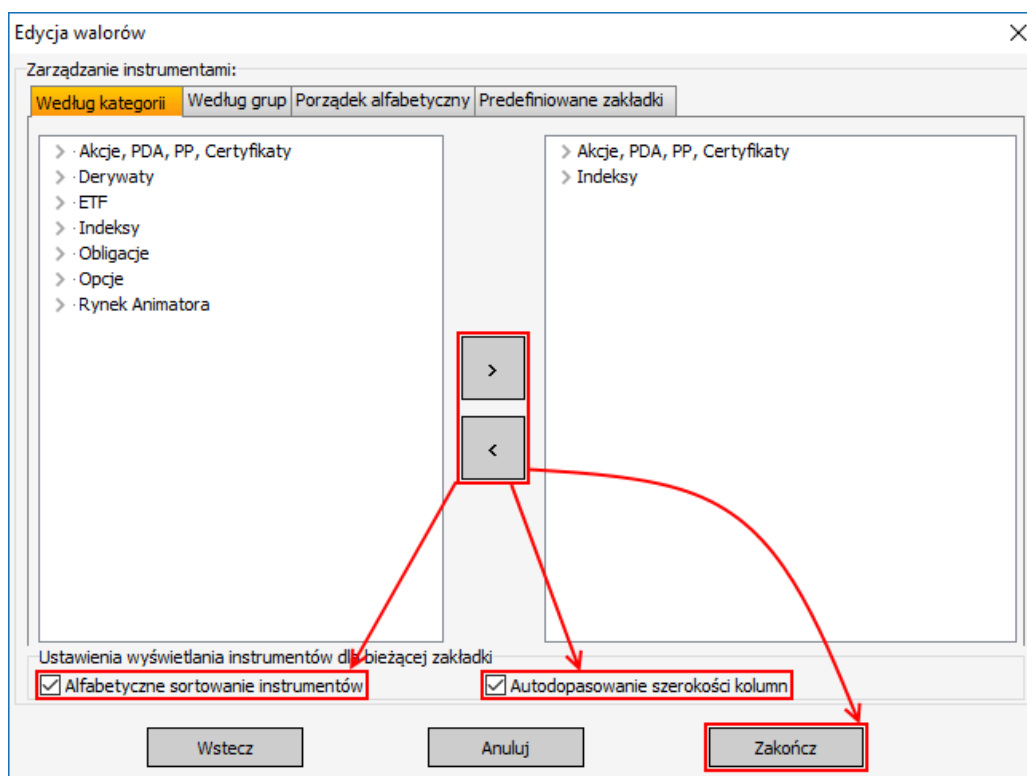 Edycja walorów
Zarządzanie instrumentami:
Według kategorii Według grup Porządek alfabetyczny Predefiniowane zakładki
Akcje, PDA, PP, Certyfikaty
Derywaty
ETF
Indeksy
Obligacje
Opcje
Rynek Animatora
>
<
Akcje, PDA, PP, Certyfikaty
Indeksy
Ustawienia wyświetlania instrumentów dla bieżącej zakładki
Alfabetyczne sortowanie instrumentów Autodopasowanie szerokości kolumn
Wstecz Anuluj Zakończ